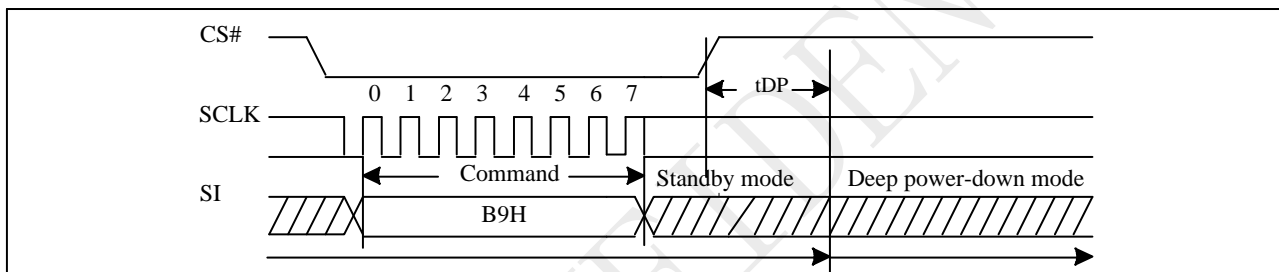 CS#
tDP
0 1 2 3 4 5 6 7
SCLK
Command
Standby mode
Deep power-down mode
SI
B9H